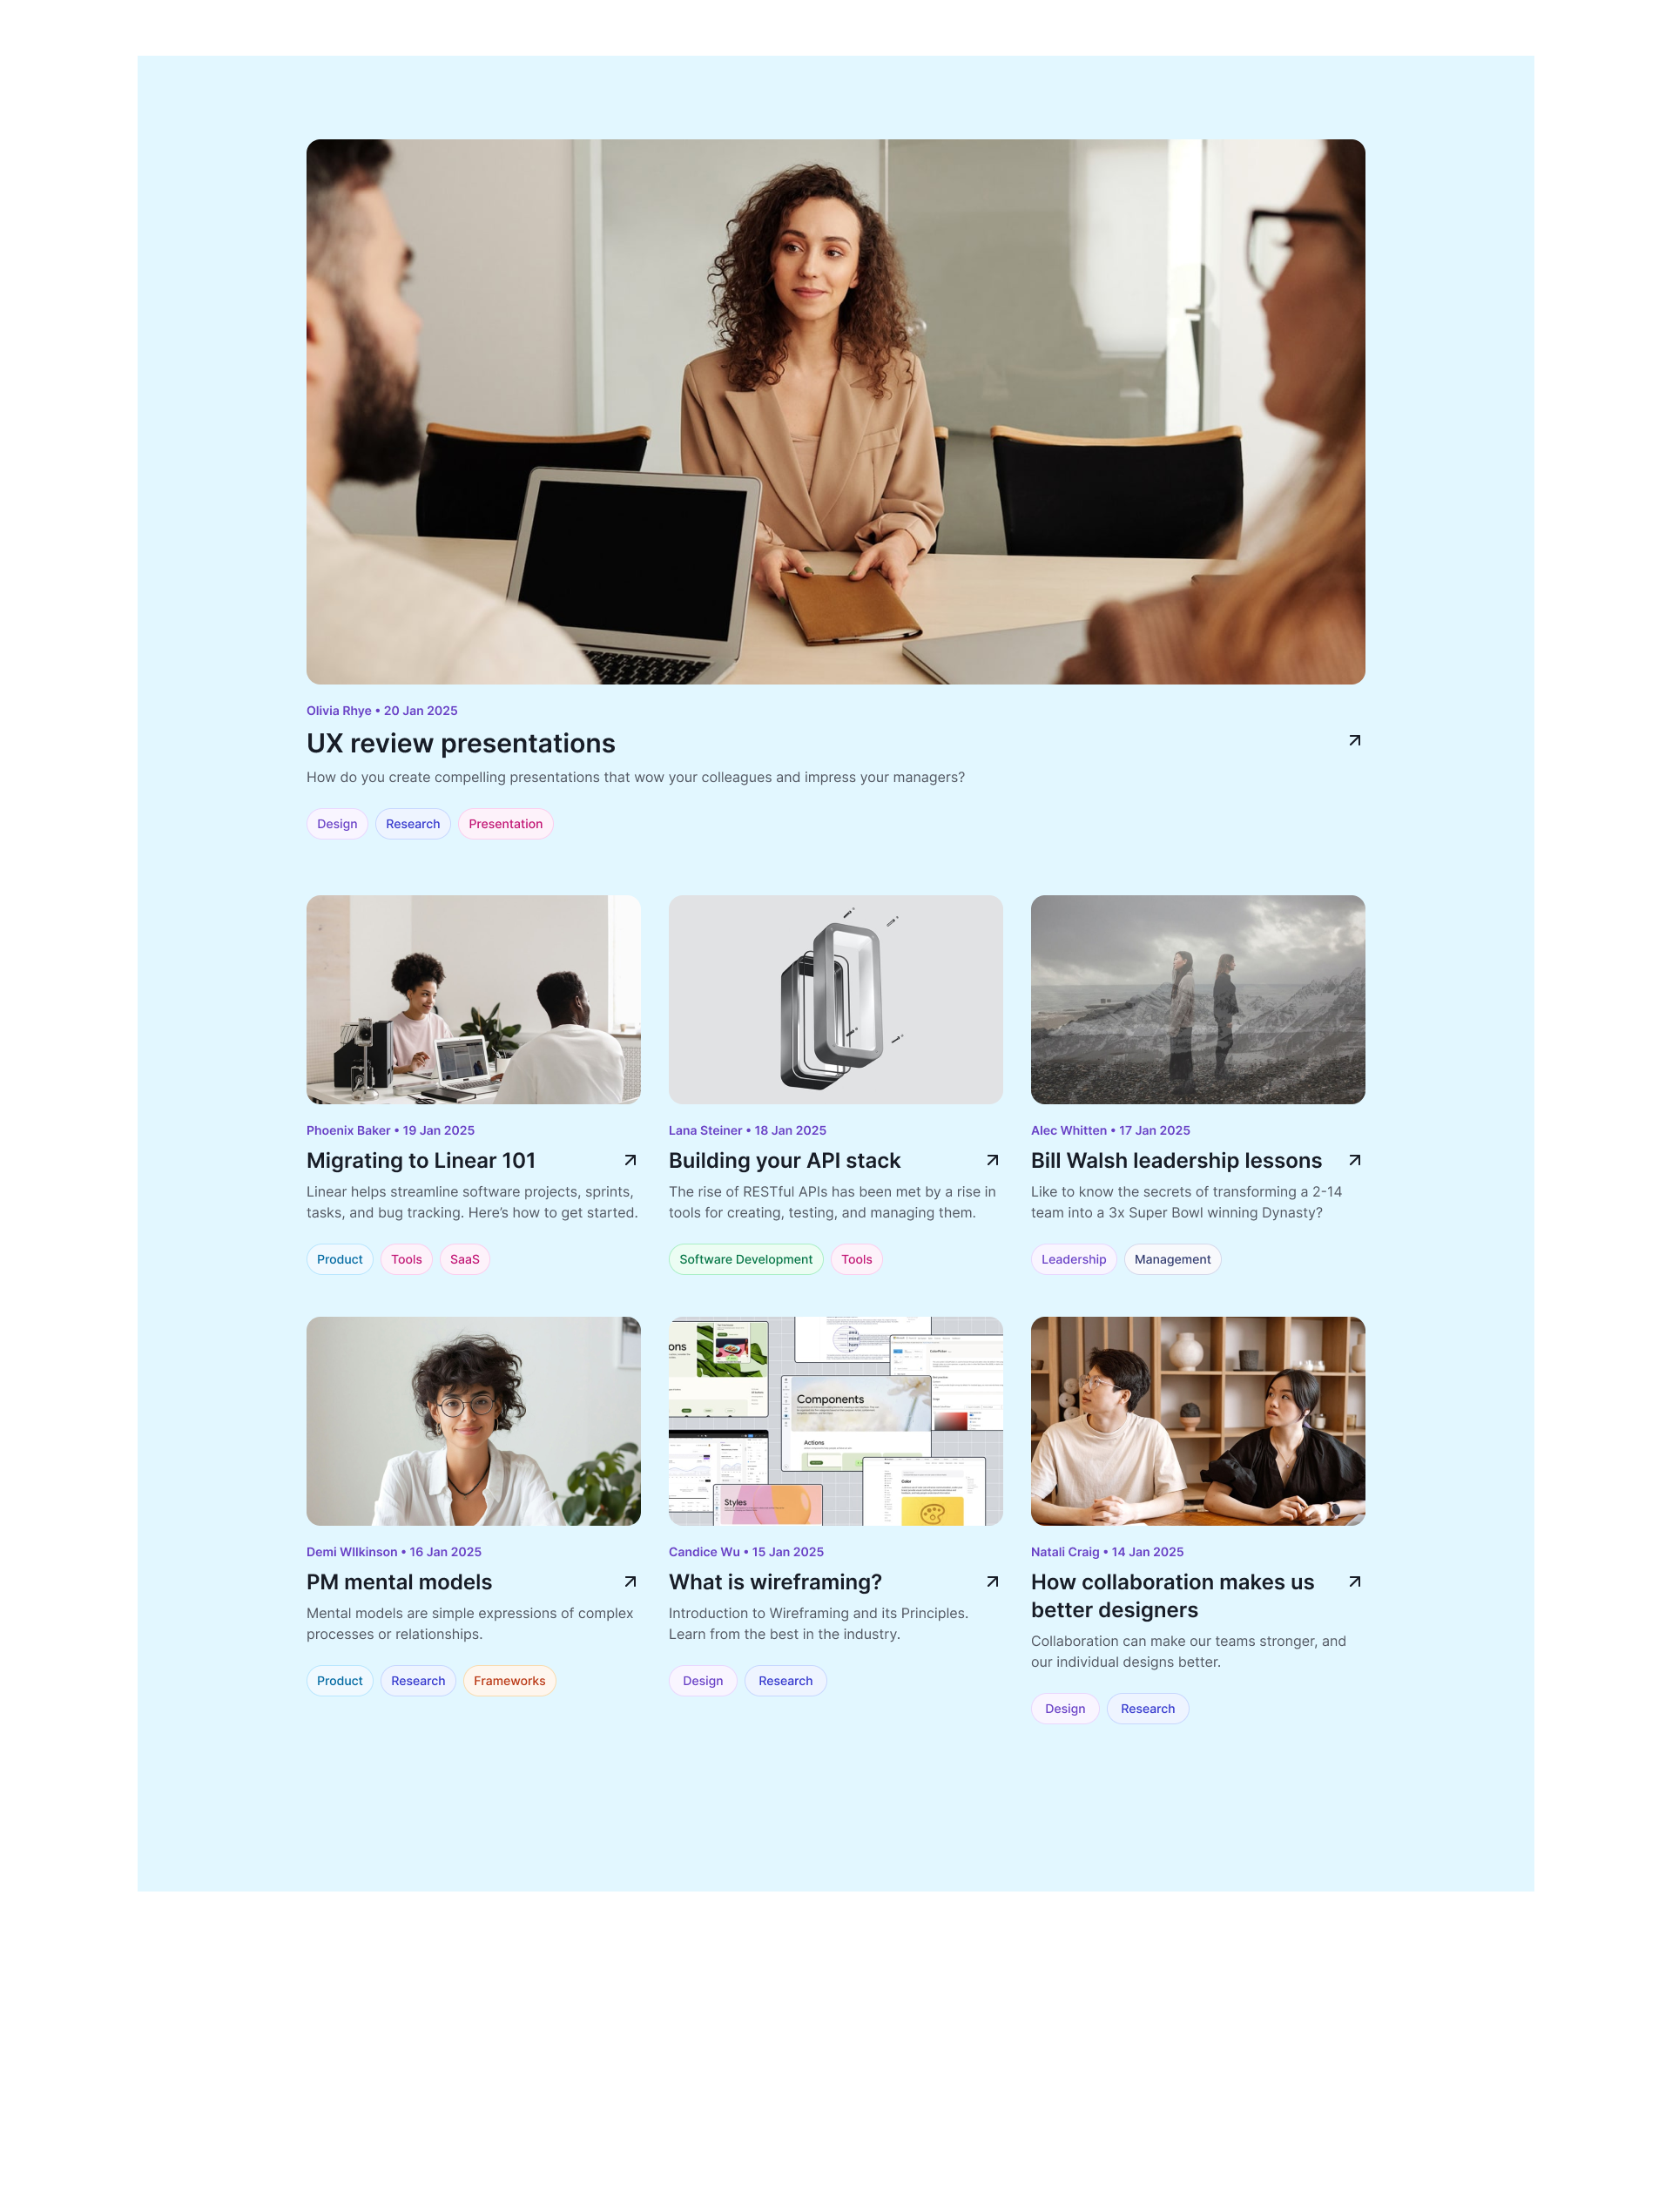 Olivia Rhye • 20 Jan 2025
UX review presentations
How do you create compelling presentations that wow your colleagues and impress your managers?
Design Research Presentation
Phoenix Baker • 19 Jan 2025
Migrating to Linear 101
Linear helps streamline software projects, sprints,
tasks, and bug tracking. Here’s how to get started.
Product Tools SaaS
Lana Steiner • 18 Jan 2025
Building your API stack
The rise of RESTful APIs has been met by a rise in
tools for creating, testing, and managing them.
Software Development Tools
Alec Whitten • 17 Jan 2025
Bill Walsh leadership lessons
Like to know the secrets of transforming a 2-14
team into a 3x Super Bowl winning Dynasty?
Leadership Management
Demi WIlkinson • 16 Jan 2025
PM mental models
Mental models are simple expressions of complex
processes or relationships.
Product Research Frameworks
ons
Components
Actions
Color
Styles
Candice Wu • 15 Jan 2025
What is wireframing?
Introduction to Wireframing and its Principles.
Learn from the best in the industry.
Design Research
Natali Craig • 14 Jan 2025
How collaboration makes us
better designers
Collaboration can make our teams stronger, and
our individual designs better.
Design Research